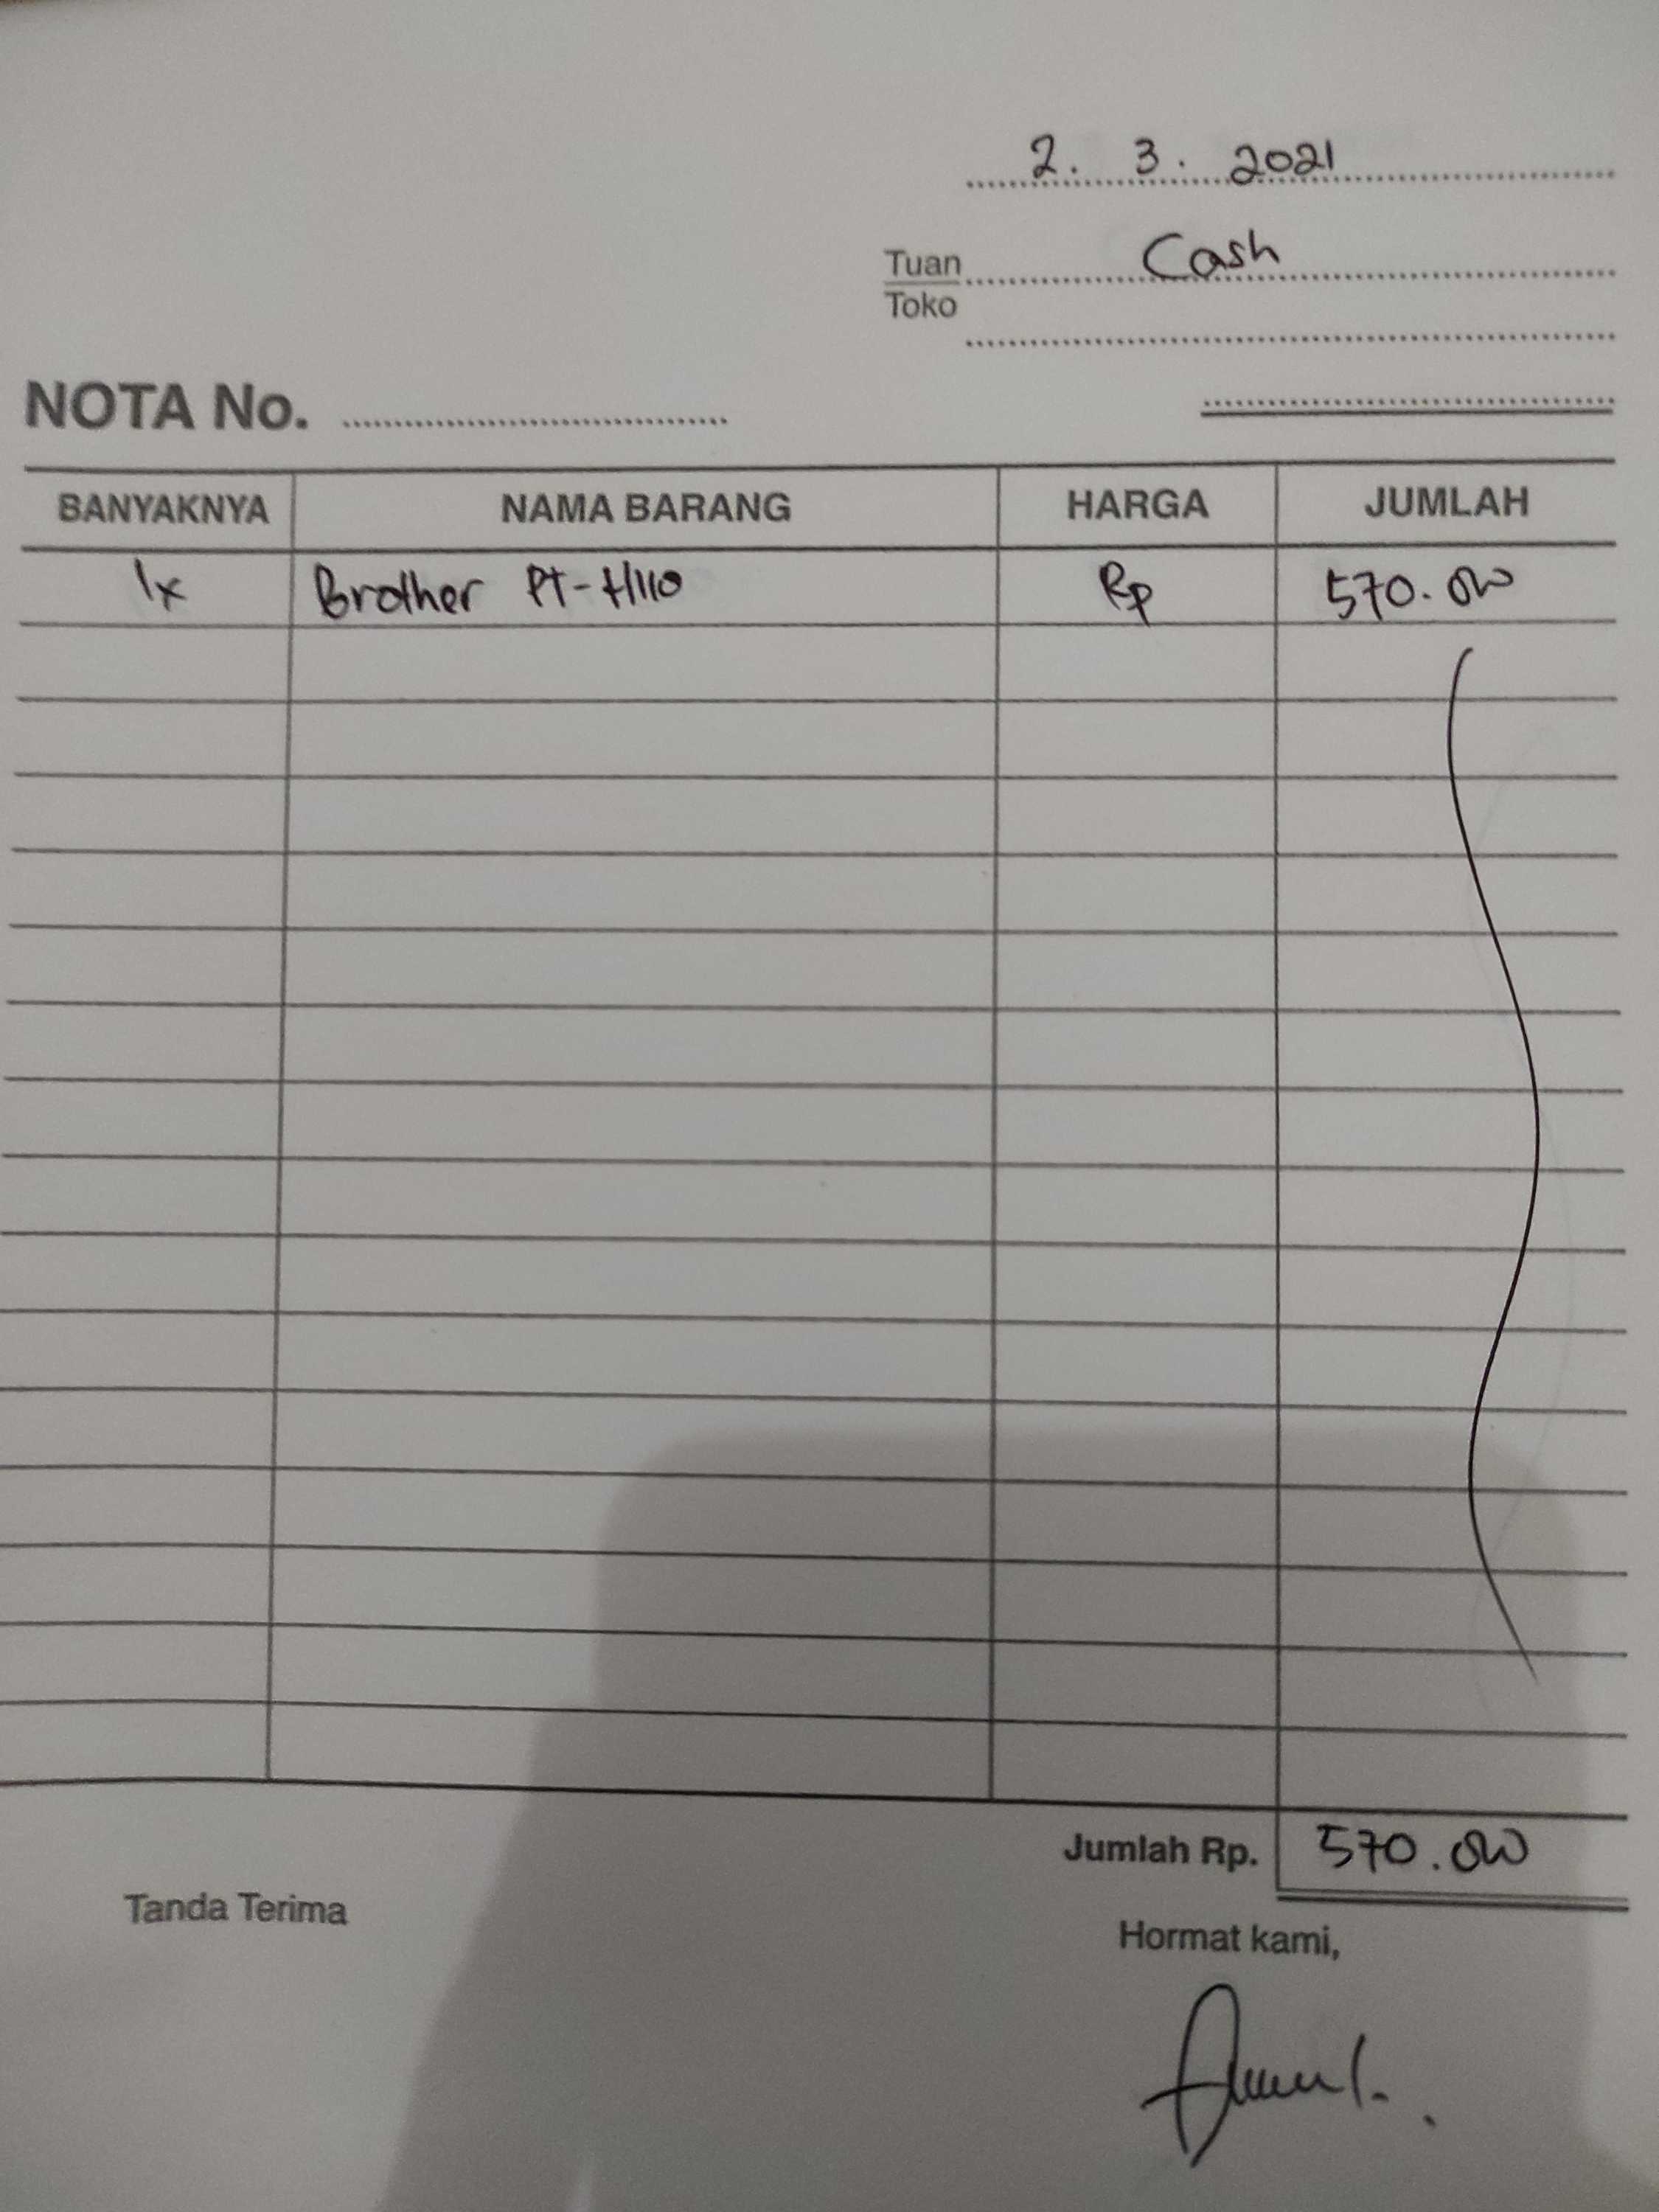 2. 3. 2021
Tuan Cash
Toko
NOTA No.
BANYAKNYA NAMA BARANG HARGA JUMLAH
1x Brother PT-H110 Rp 570.000
Jumlah Rp. 570.000
Tanda Terima
Hormat kami,